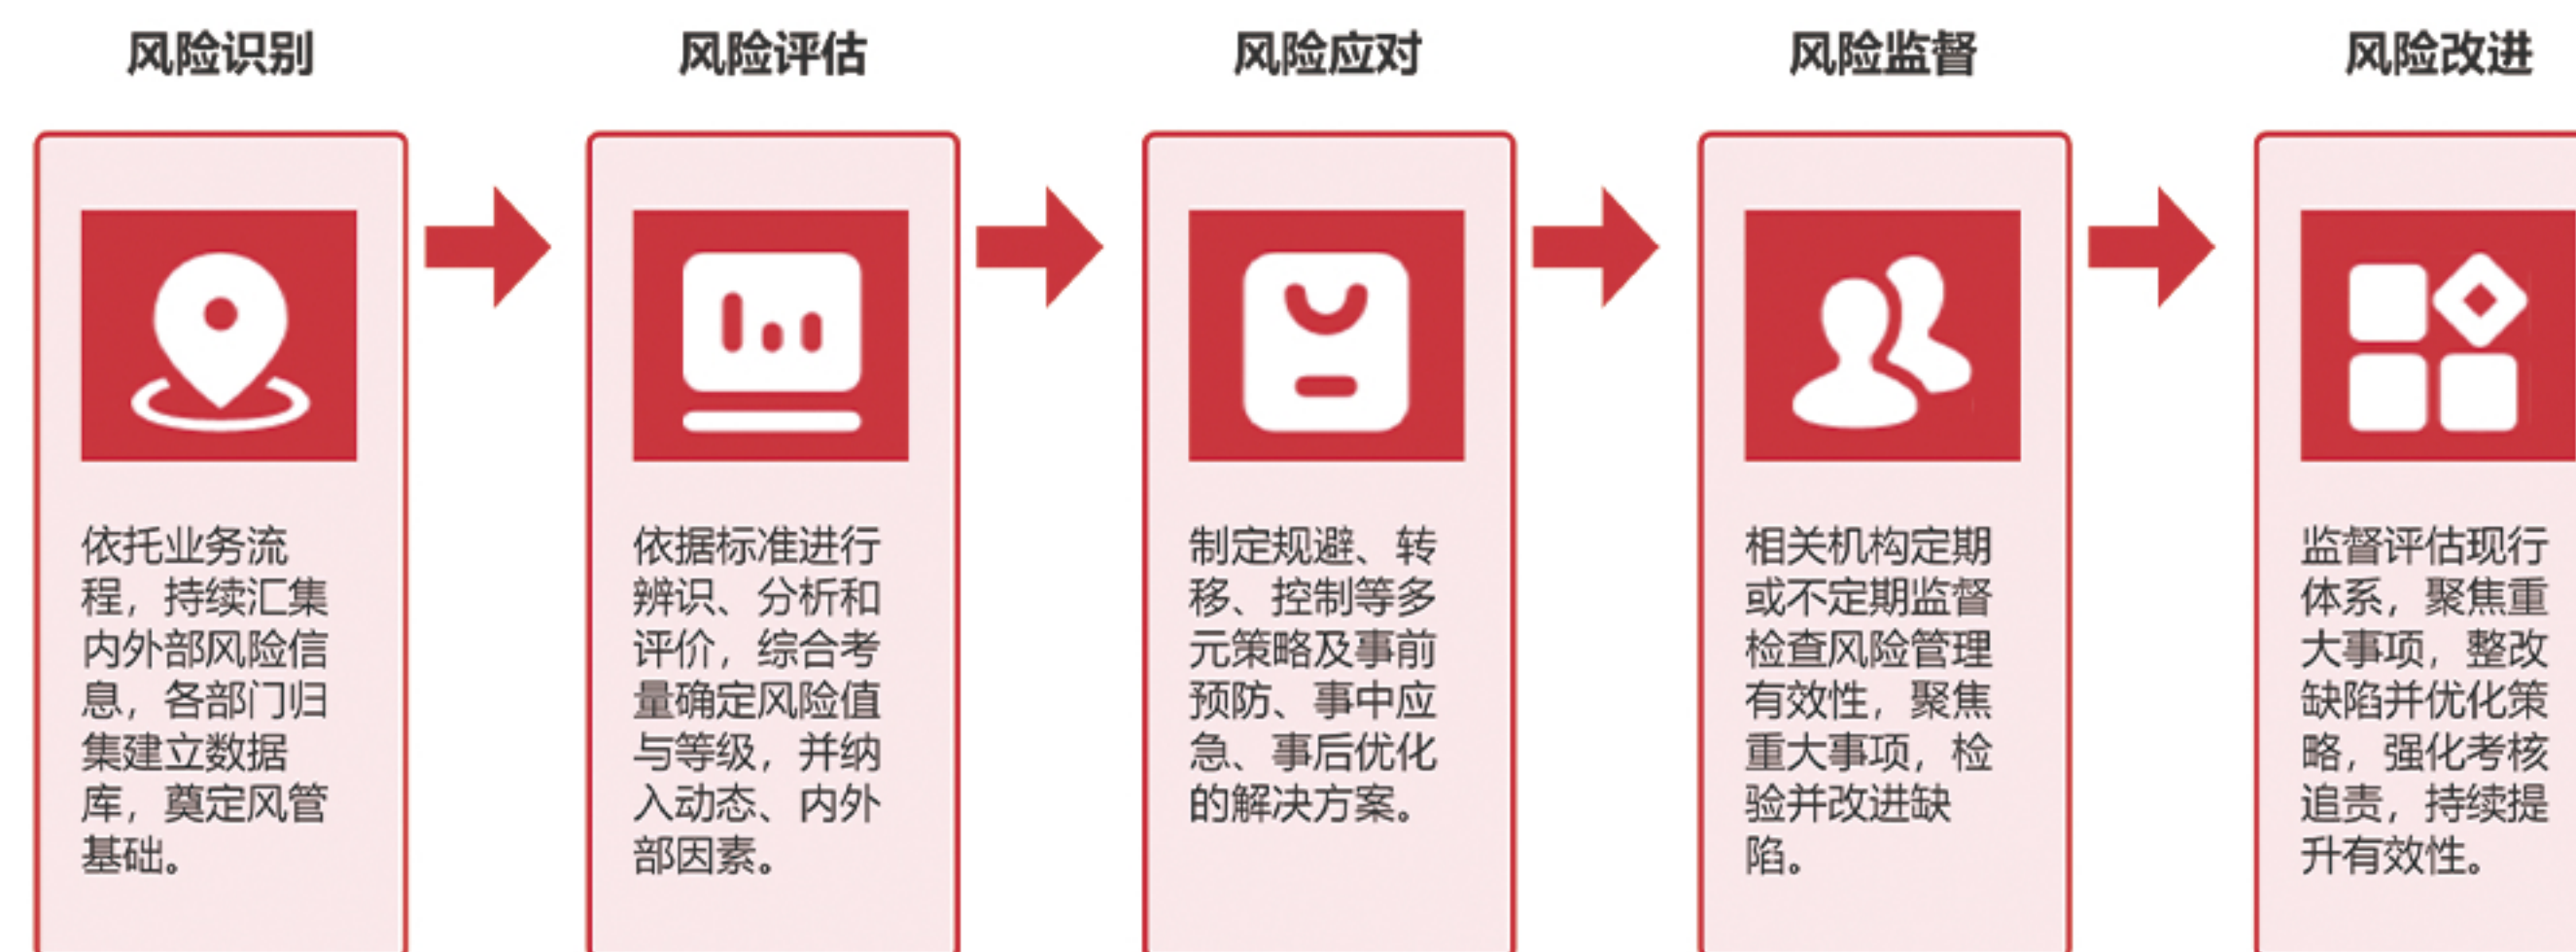 风险识别
依托业务流
程，持续汇集
内外部风险信
息，各部门归
集建立数据
库，奠定风管
基础。
风险评估
依据标准进行
辨识、分析和
评价，综合考
量确定风险值
与等级，并纳
入动态、内外
部因素。
风险应对
制定规避、转
移、控制等多
元策略及事前
预防、事中应
急、事后优化
的解决方案。
风险监督
相关机构定期
或不定期监督
检查风险管理
有效性，聚焦
重大事项，检
验并改进缺
陷。
风险改进
监督评估现行
体系，聚焦重
大事项，整改
缺陷并优化策
略，强化考核
追责，持续提
升有效性。